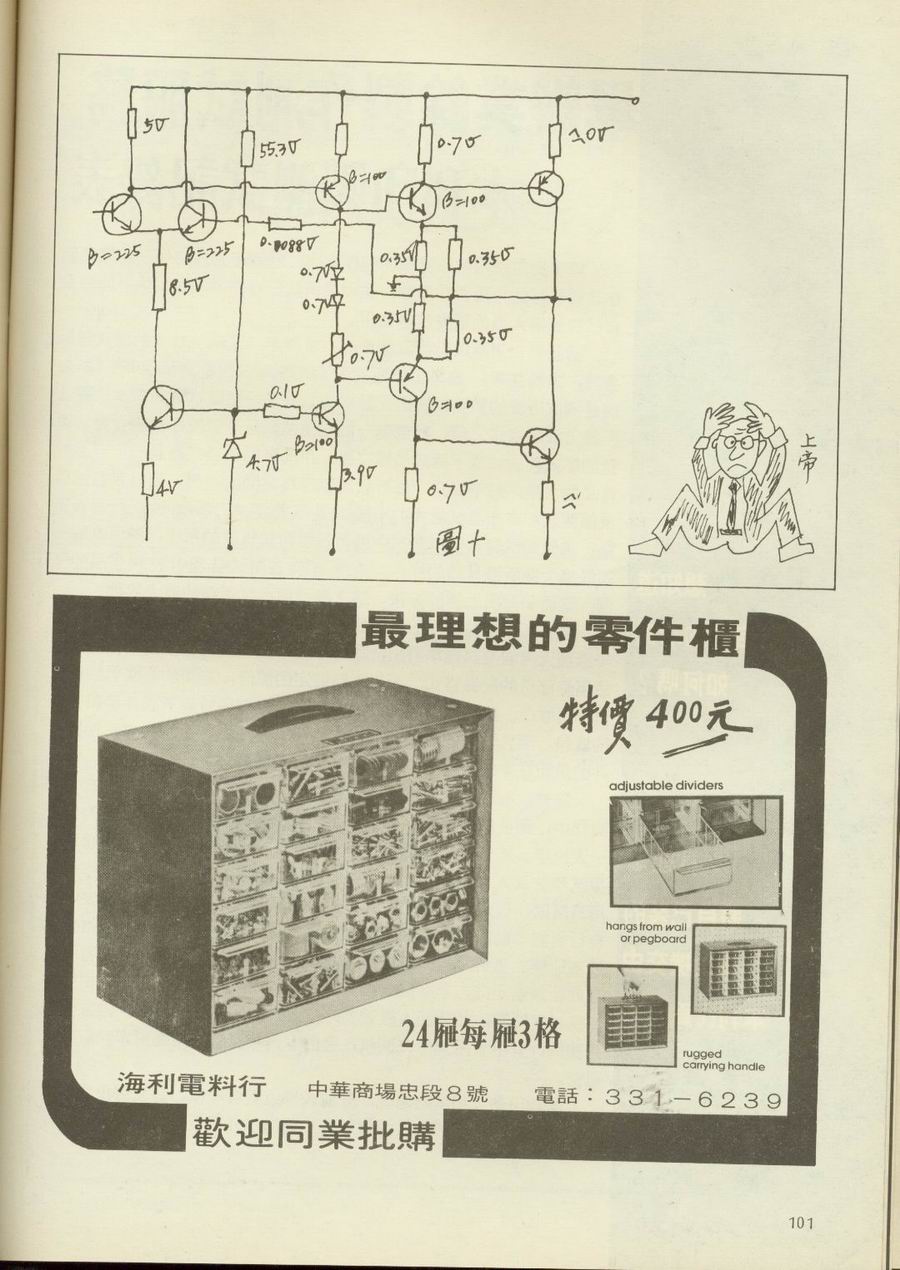 5V
55.3V
0.7V
1.0V
β=100
β=100
β=225
β=225
0.0088V
8.5V
0.7V
0.7V
0.35V
0.35V
0.35V
0.35V
0.7V
0.1V
β=100
β=100
4.7V
3.9V
4V
0.7V
圖十
上帝
最理想的零件櫃
特價 400元
adjustable dividers
hangs from wall
or pegboard
24屜每屜3格
rugged
carrying handle
海利電料行 中華商場忠段8號 電話：331-6239
歡迎同業批購
101